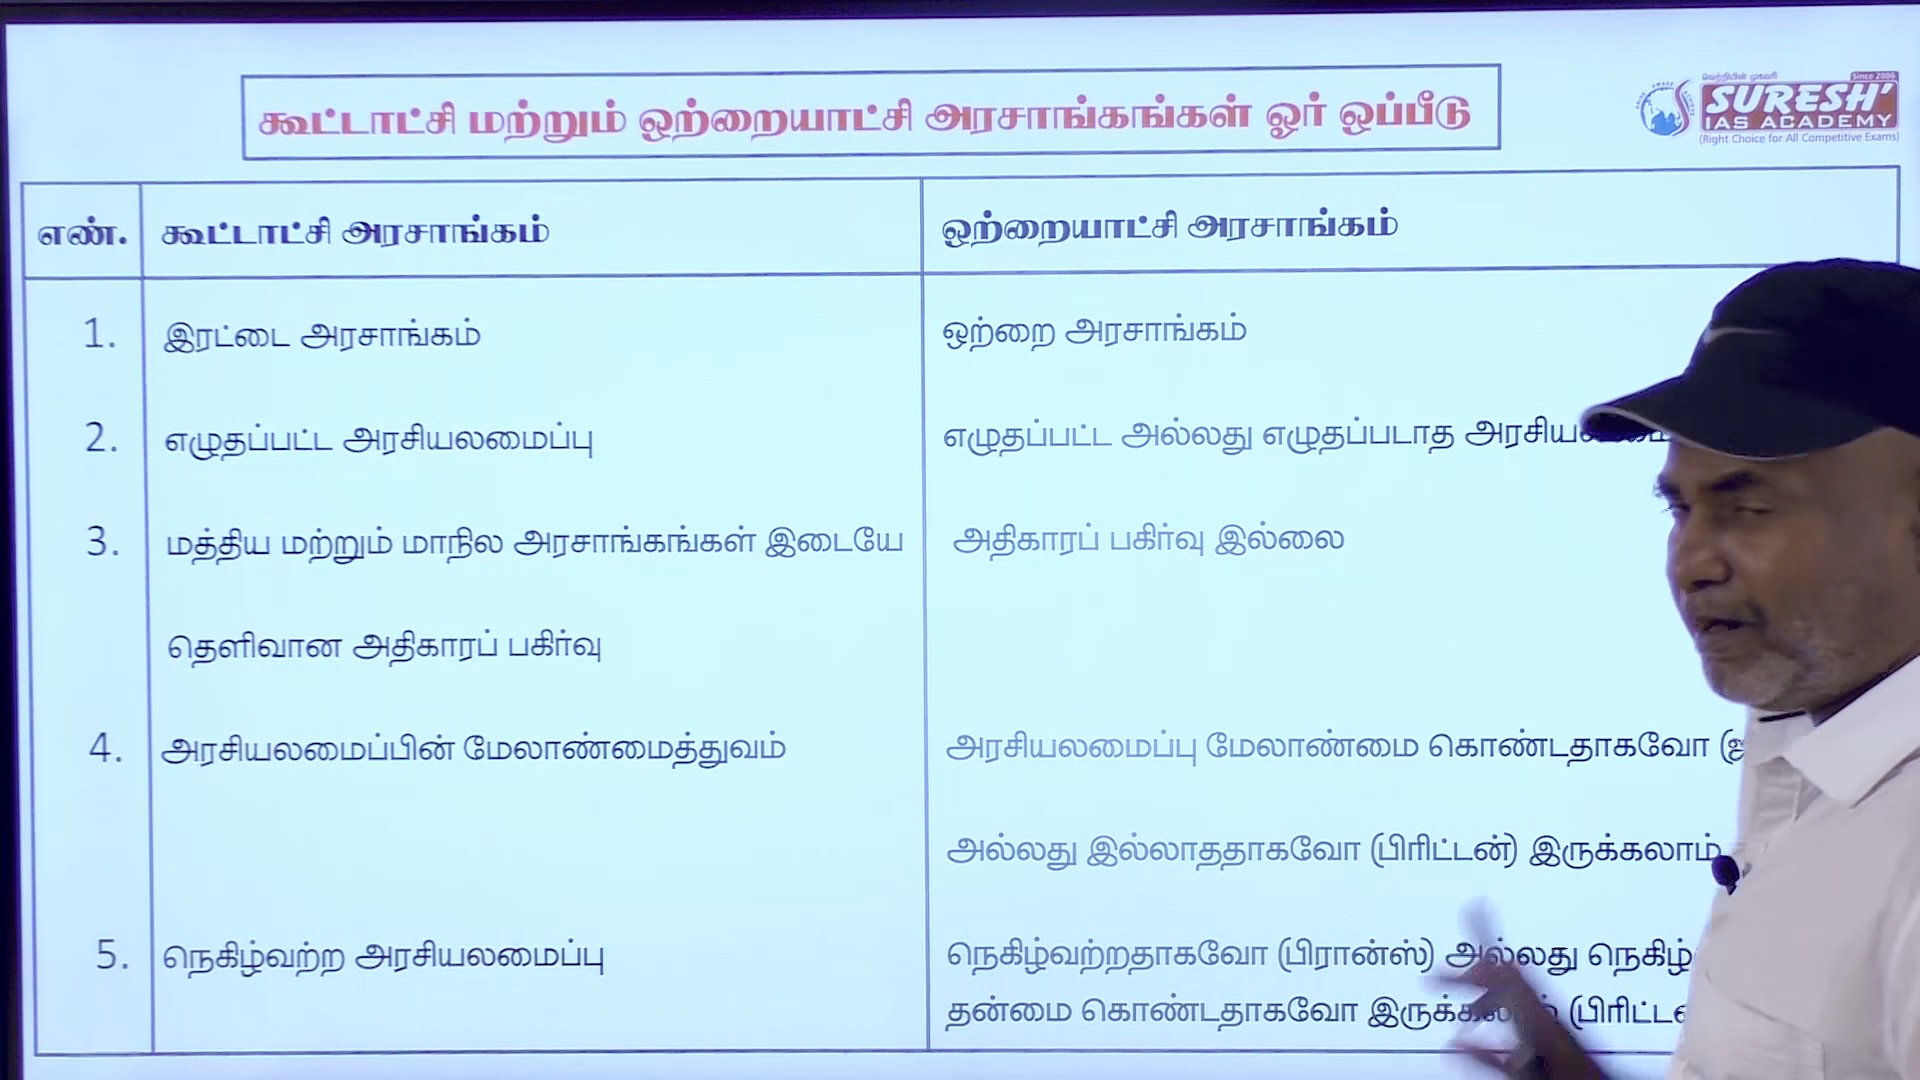 கூட்டாட்சி மற்றும் ஒற்றையாட்சி அரசாங்கங்கள் ஓர் ஒப்பீடு
வெற்றியின் முகவரி
Since 2006
SURESH'
IAS ACADEMY
(Right Choice for All Competitive Exams)
எண். கூட்டாட்சி அரசாங்கம் ஒற்றையாட்சி அரசாங்கம்
1. இரட்டை அரசாங்கம் ஒற்றை அரசாங்கம்
2. எழுதப்பட்ட அரசியலமைப்பு எழுதப்பட்ட அல்லது எழுதப்படாத
3. மத்திய மற்றும் மாநில அரசாங்கங்கள் இடையே அதிகாரப் பகிர்வு இல்லை
தெளிவான அதிகாரப் பகிர்வு
4. அரசியலமைப்பின் மேலாண்மைத்துவம் அரசியலமைப்பு மேலாண்மை கொண்டதாகவோ
அல்லது இல்லாததாகவோ (பிரிட்டன்) இருக்கலாம்
5. நெகிழ்வற்ற அரசியலமைப்பு நெகிழ்வற்றதாகவோ (பிரான்ஸ்) அல்லது
தன்மை கொண்டதாகவோ